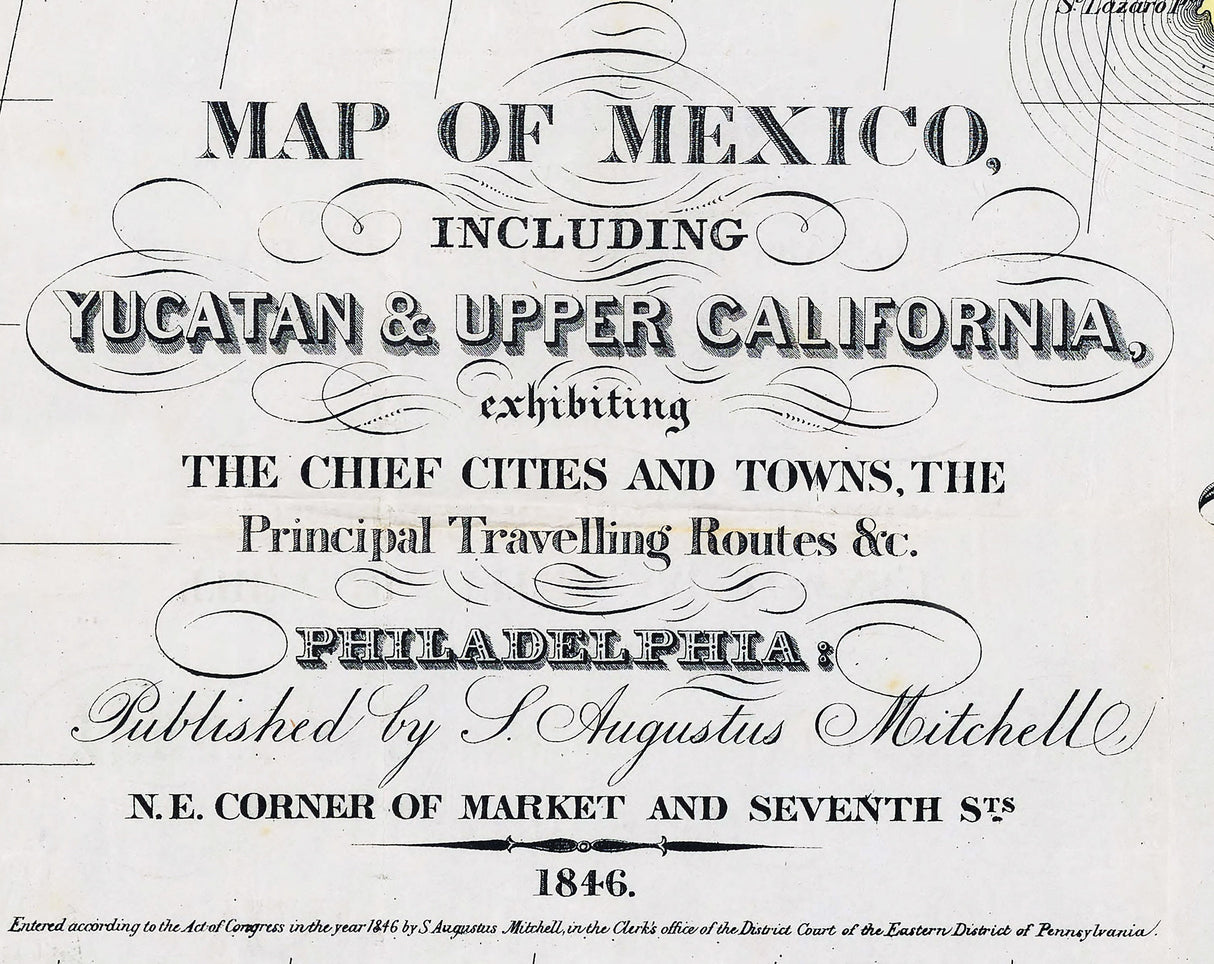 St. Lazaro P.
MAP OF MEXICO,
INCLUDING
YUCATAN & UPPER CALIFORNIA,
exhibiting
THE CHIEF CITIES AND TOWNS, THE
Principal Travelling Routes &c.
PHILADELPHIA:
Published by S. Augustus Mitchell
N. E. CORNER OF MARKET AND SEVENTH STS
1846.
Entered according to the Act of Congress in the year 1846 by S Augustus Mitchell, in the Clerk's office of the District Court of the Eastern District of Pennsylvania.